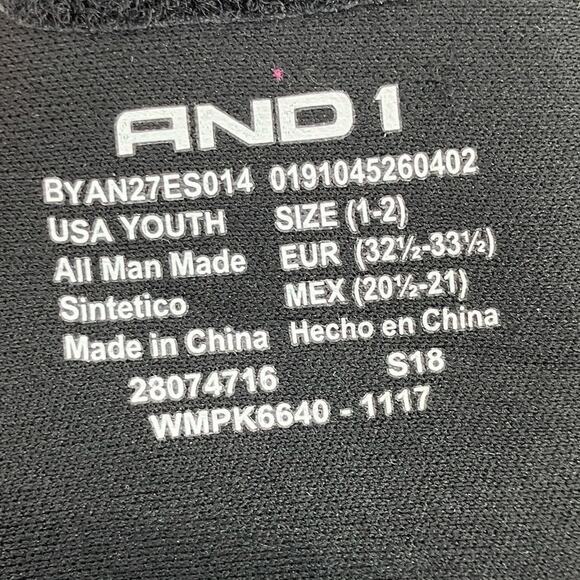 AND 1
BYAN27ES014 0191045260402
USA YOUTH SIZE (1-2)
All Man Made EUR (32½-33½)
Sintetico MEX (20½-21)
Made in China Hecho en China
28074716 S18
WMPK6640 - 1117